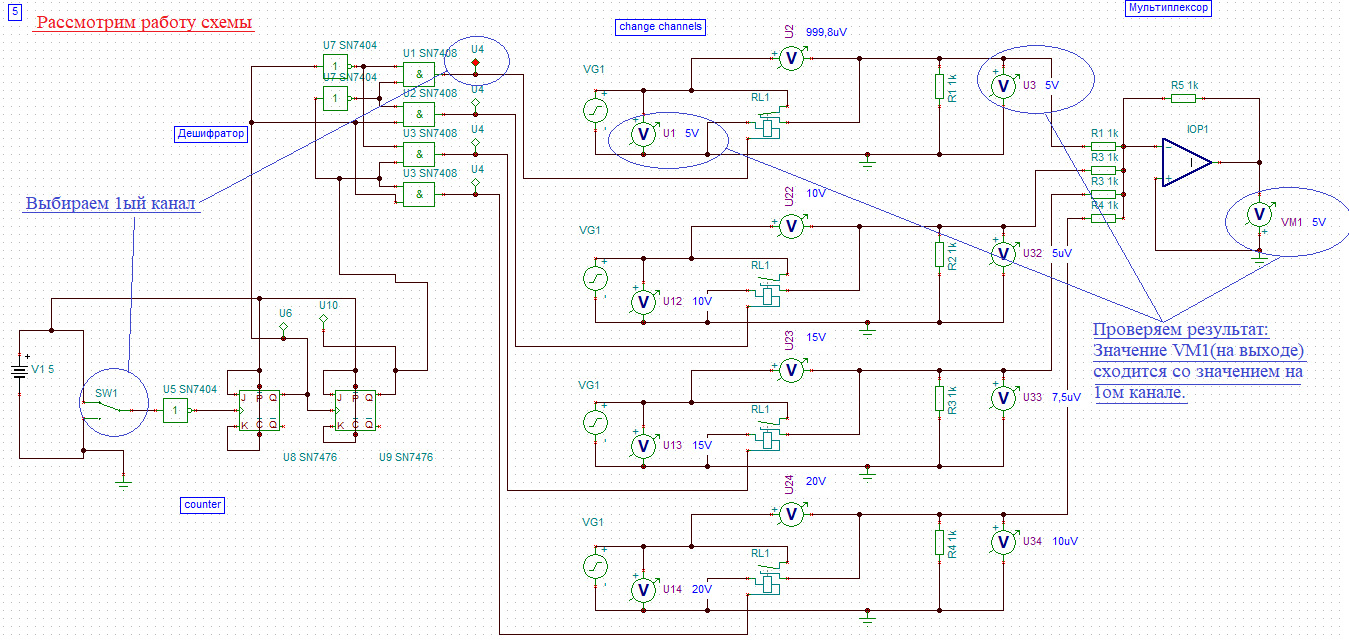 5
Рассмотрим работу схемы
Мультиплексор
change channels
U2
999,8uV
U7 SN7404
1
U7 SN7404
1
U1 SN7408
&
U4
U2 SN7408
&
U4
U3 SN7408
&
U4
U3 SN7408
&
U4
Дешифратор
Выбираем 1ый канал
VG1
V
RL1
V
U1 5V
R1 1k
V
U3 5V
R5 1k
IOP1
R1 1k
R3 1k
R3 1k
R4 1k
V
VM1 5V
U22
10V
VG1
V
RL1
V
U12 10V
R2 1k
V
U32 5uV
U23
15V
VG1
V
RL1
V
U13 15V
R3 1k
V
U33 7,5uV
U24
20V
VG1
V
RL1
V
U14 20V
R4 1k
V
U34 10uV
Проверяем результат:
Значение VM1(на выходе)
сходится со значением на
1ом канале.
U6
U10
V1 5
SW1
U5 SN7404
1
J P Q
K C Q
U8 SN7476
J P Q
K C Q
U9 SN7476
counter